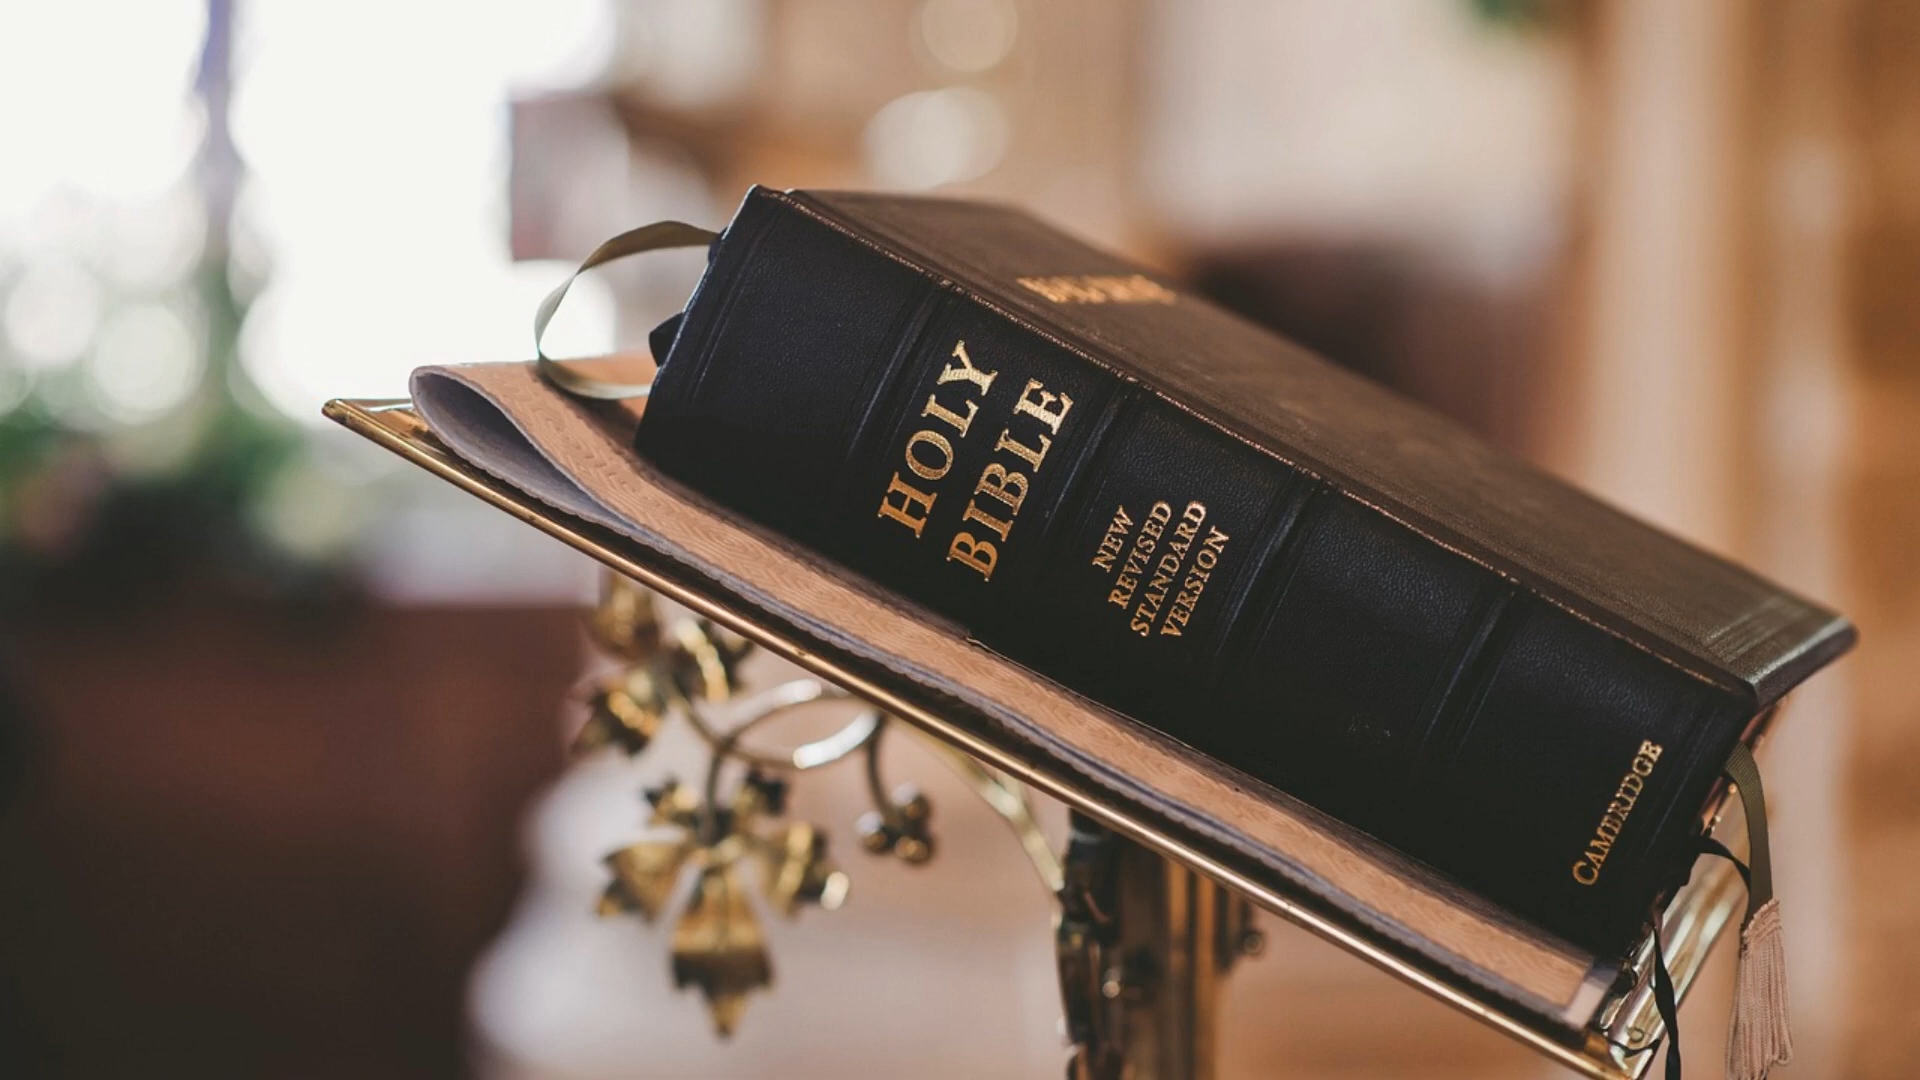 HOLY
BIBLE
NEW
REVISED
STANDARD
VERSION
CAMBRIDGE